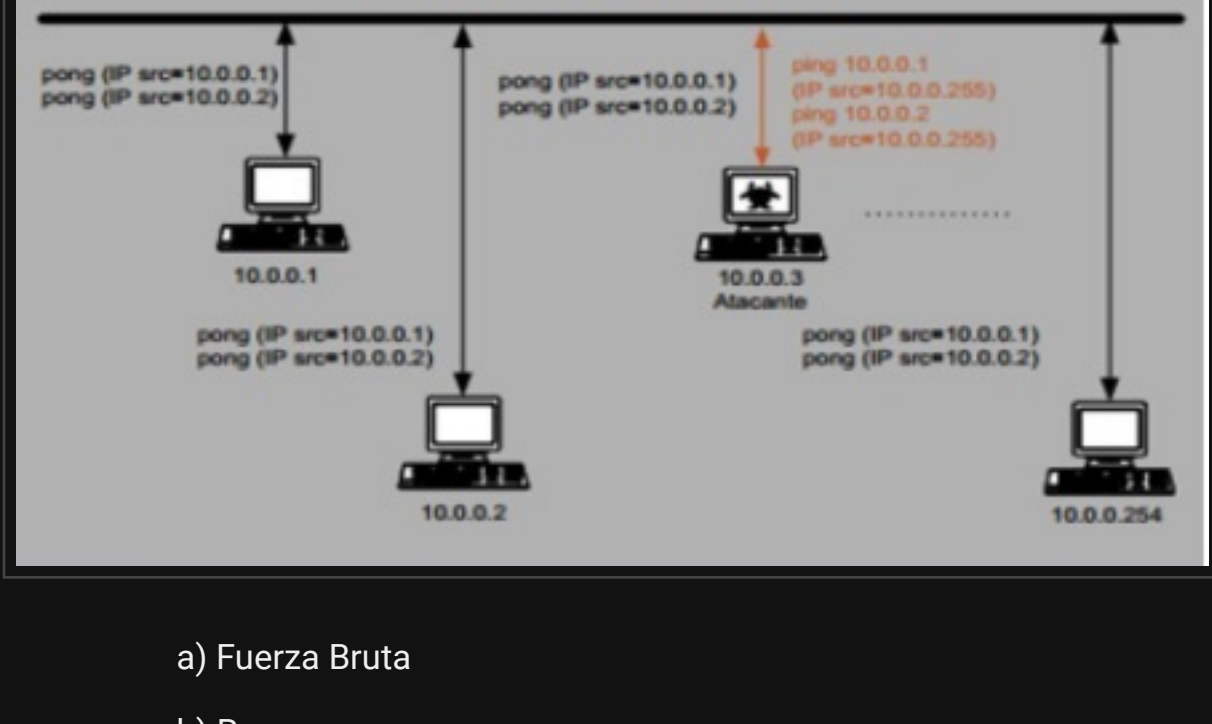 pong (IP src=10.0.0.1)
pong (IP src=10.0.0.2)
pong (IP src=10.0.0.1)
pong (IP src=10.0.0.2)
ping 10.0.0.1
(IP src=10.0.0.255)
ping 10.0.0.2
(IP src=10.0.0.255)
10.0.0.1
10.0.0.3
Atacante
pong (IP src=10.0.0.1)
pong (IP src=10.0.0.2)
pong (IP src=10.0.0.1)
pong (IP src=10.0.0.2)
10.0.0.2
10.0.0.254
a) Fuerza Bruta